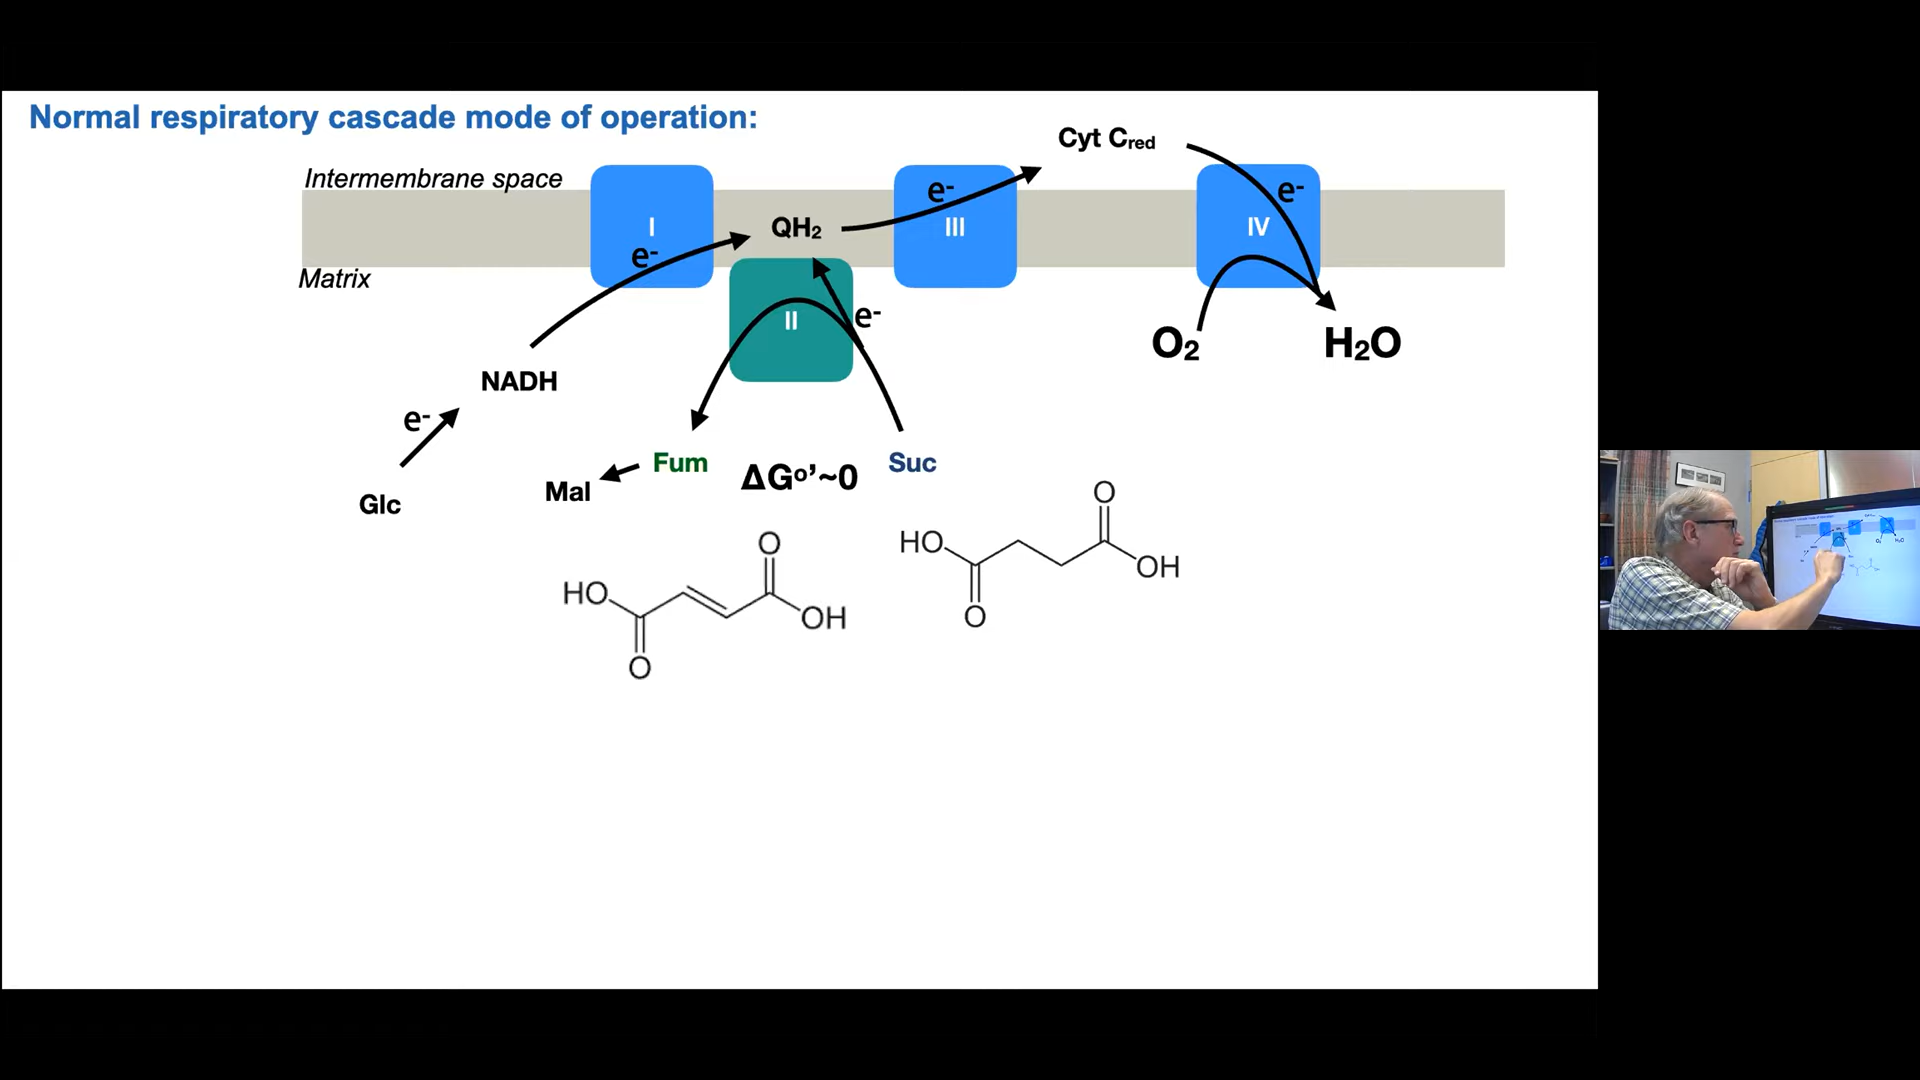 Normal respiratory cascade mode of operation:
Cyt Cred
Intermembrane space
e-
e-
I
QH2
III
IV
e-
Matrix
II
e-
O2
H2O
NADH
e-
Fum
ΔGº’~0
Suc
Mal
Glc
O
HO
OH
O
O
HO
OH
O